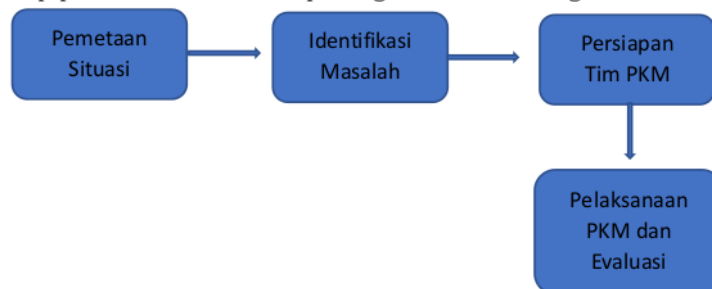 Pemetaan
Situasi
Identifikasi
Masalah
Persiapan
Tim PKM
Pelaksanaan
PKM dan
Evaluasi